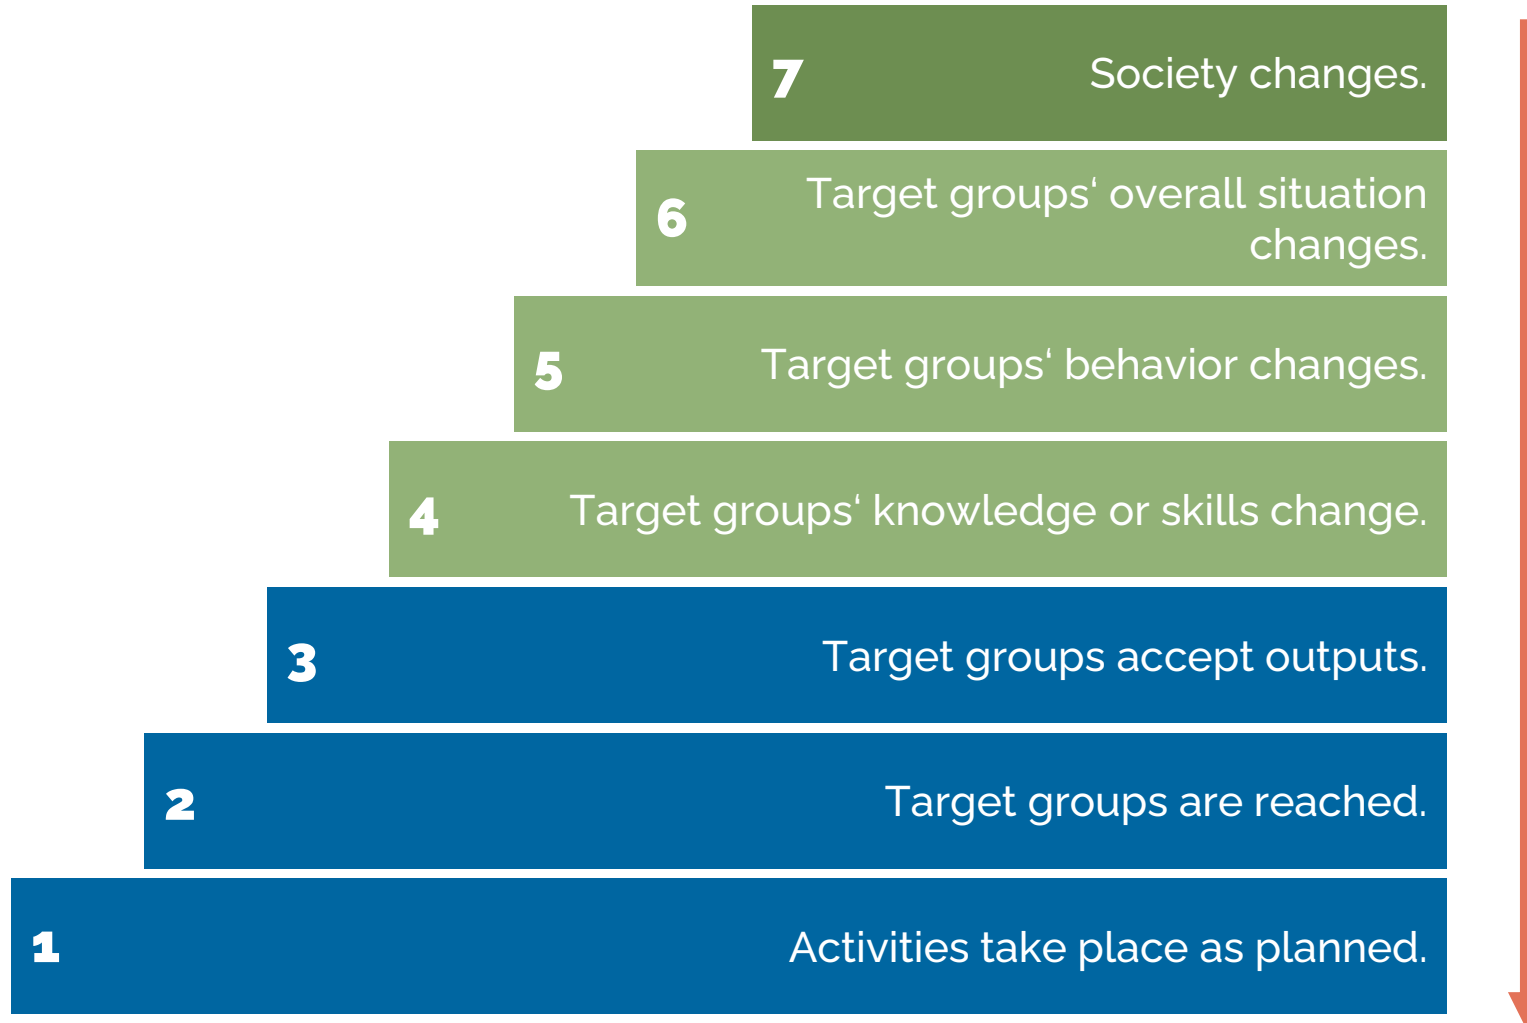 7 Society changes.
6 Target groups‘ overall situation
changes.
5 Target groups‘ behavior changes.
4 Target groups‘ knowledge or skills change.
3 Target groups accept outputs.
2 Target groups are reached.
1 Activities take place as planned.